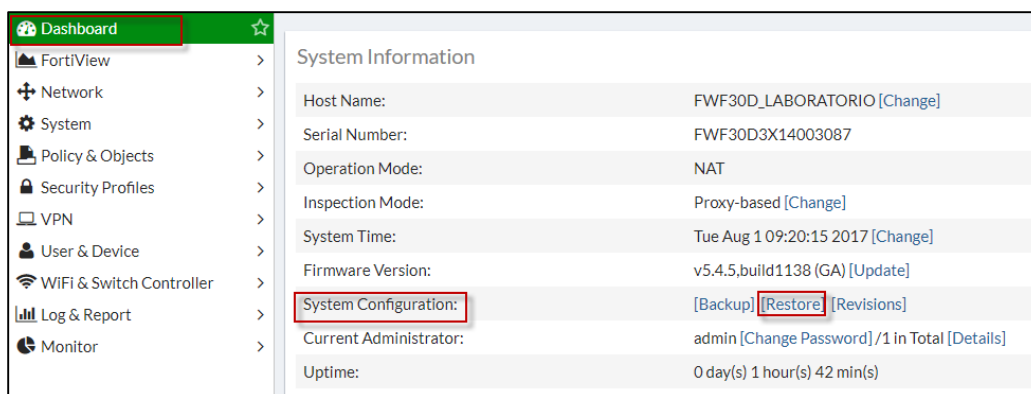 Dashboard
FortiView
Network
System
Policy & Objects
Security Profiles
VPN
User & Device
WiFi & Switch Controller
Log & Report
Monitor
System Information
Host Name: FWF30D_LABORATORIO [Change]
Serial Number: FWF30D3X14003087
Operation Mode: NAT
Inspection Mode: Proxy-based [Change]
System Time: Tue Aug 1 09:20:15 2017 [Change]
Firmware Version: v5.4.5,build1138 (GA) [Update]
System Configuration: [Backup] [Restore] [Revisions]
Current Administrator: admin [Change Password] /1 in Total [Details]
Uptime: 0 day(s) 1 hour(s) 42 min(s)